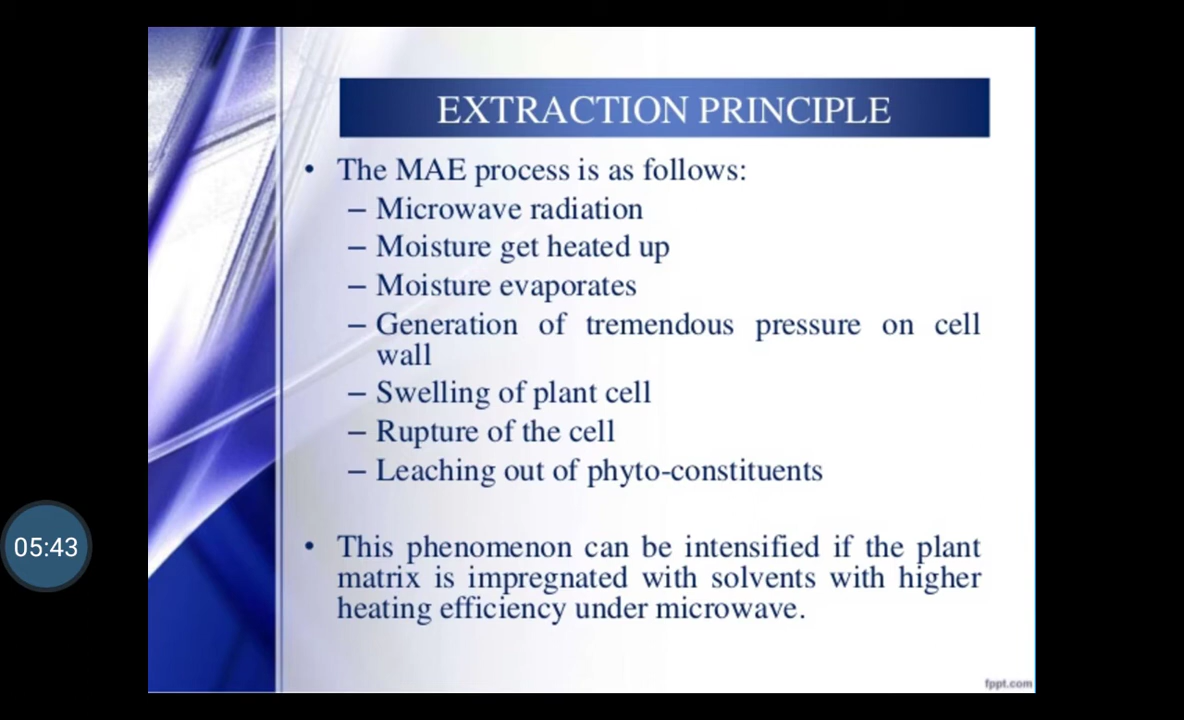 EXTRACTION PRINCIPLE
• The MAE process is as follows:
– Microwave radiation
– Moisture get heated up
– Moisture evaporates
– Generation of tremendous pressure on cell
wall
– Swelling of plant cell
– Rupture of the cell
– Leaching out of phyto-constituents
• This phenomenon can be intensified if the plant
matrix is impregnated with solvents with higher
heating efficiency under microwave.
05:43
fppt.com